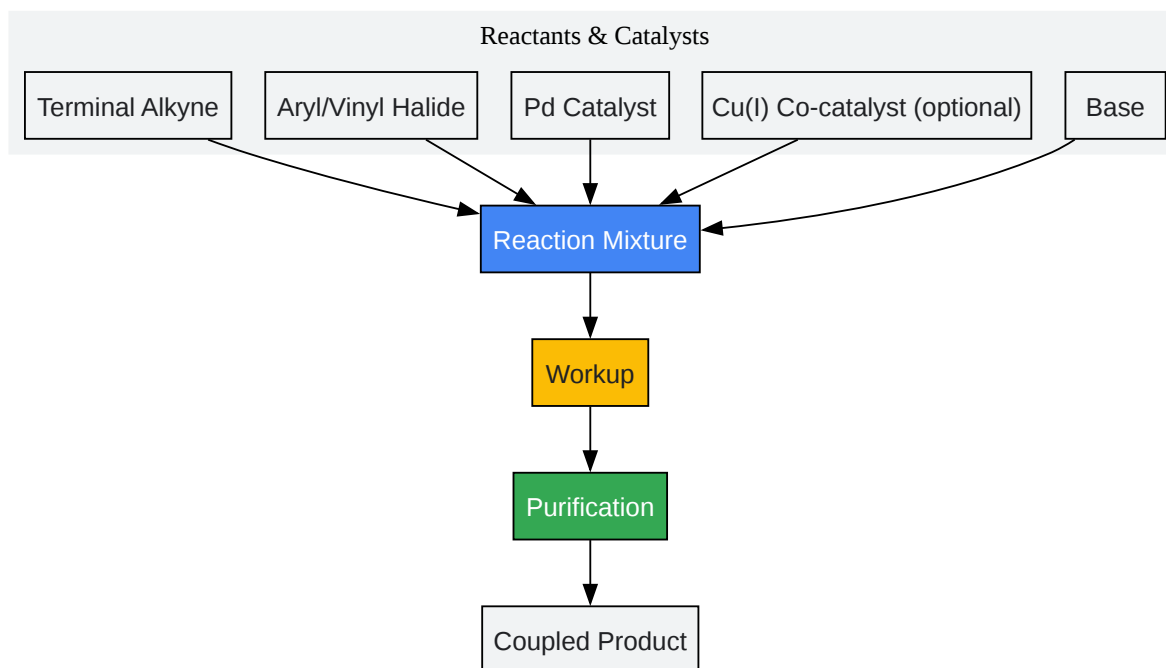 Reactants & Catalysts
Terminal Alkyne
Aryl/Vinyl Halide
Pd Catalyst
Cu(I) Co-catalyst (optional)
Base
Reaction Mixture
Workup
Purification
Coupled Product